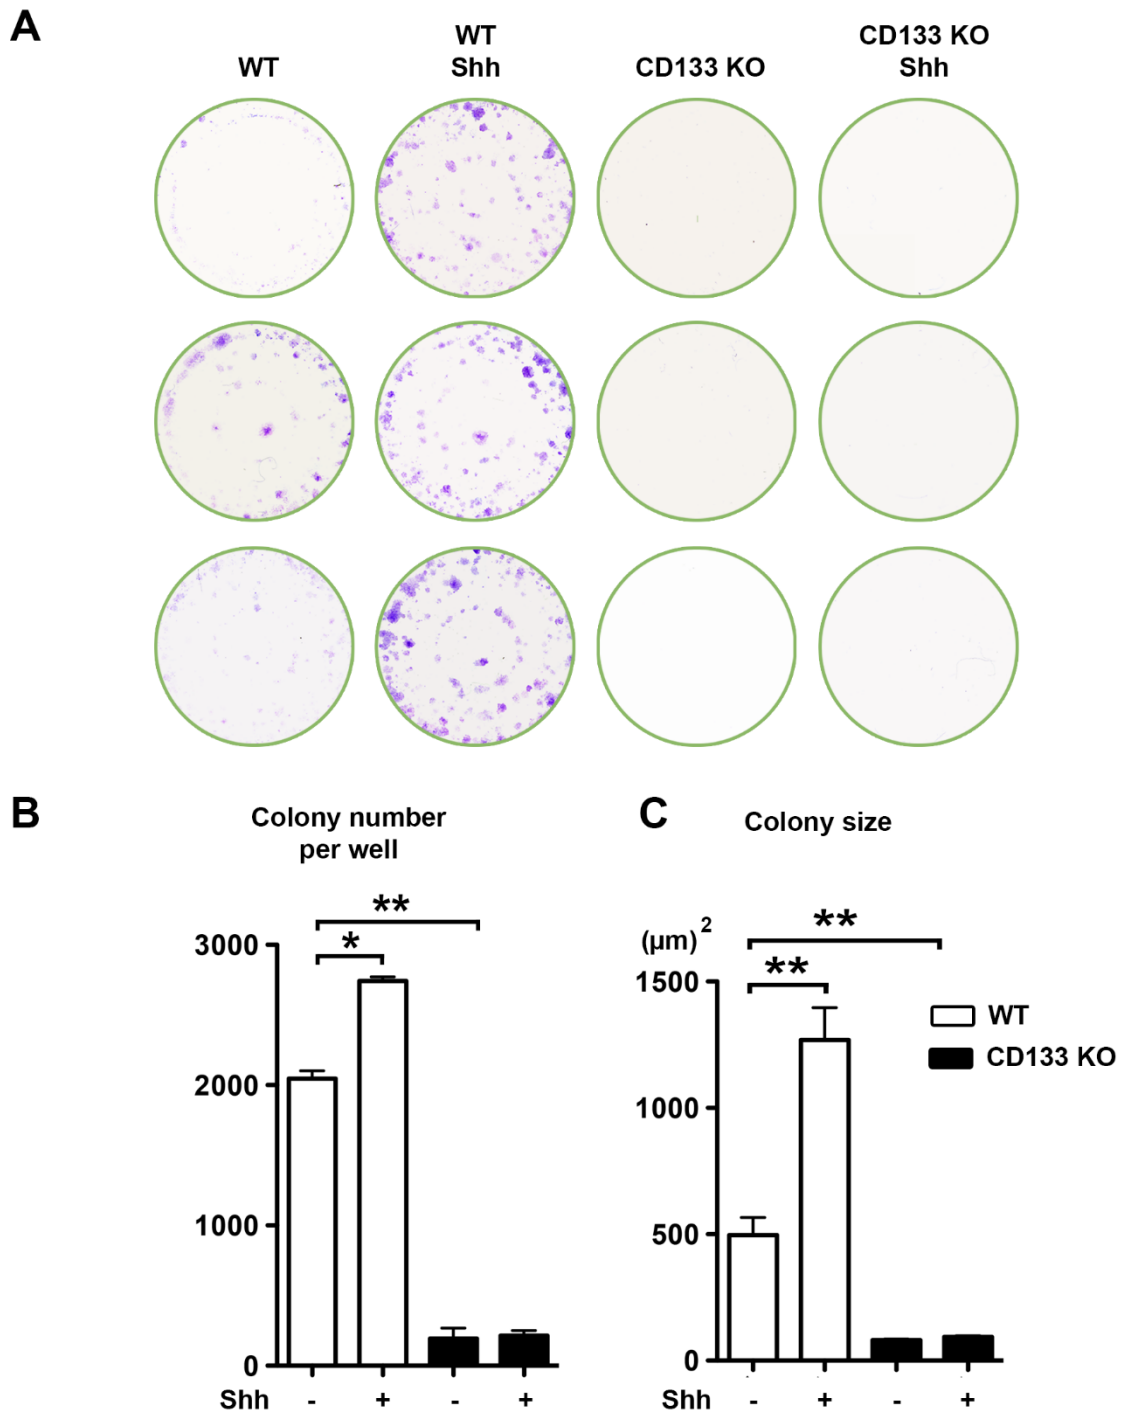 A
WT
WT
Shh
CD133 KO
CD133 KO
Shh
B
Colony number
per well
**
*
3000
2000
1000
0
Shh - + - +
C
Colony size
(μm)²
**
**
1500
1000
500
0
WT
CD133 KO
Shh - + - +